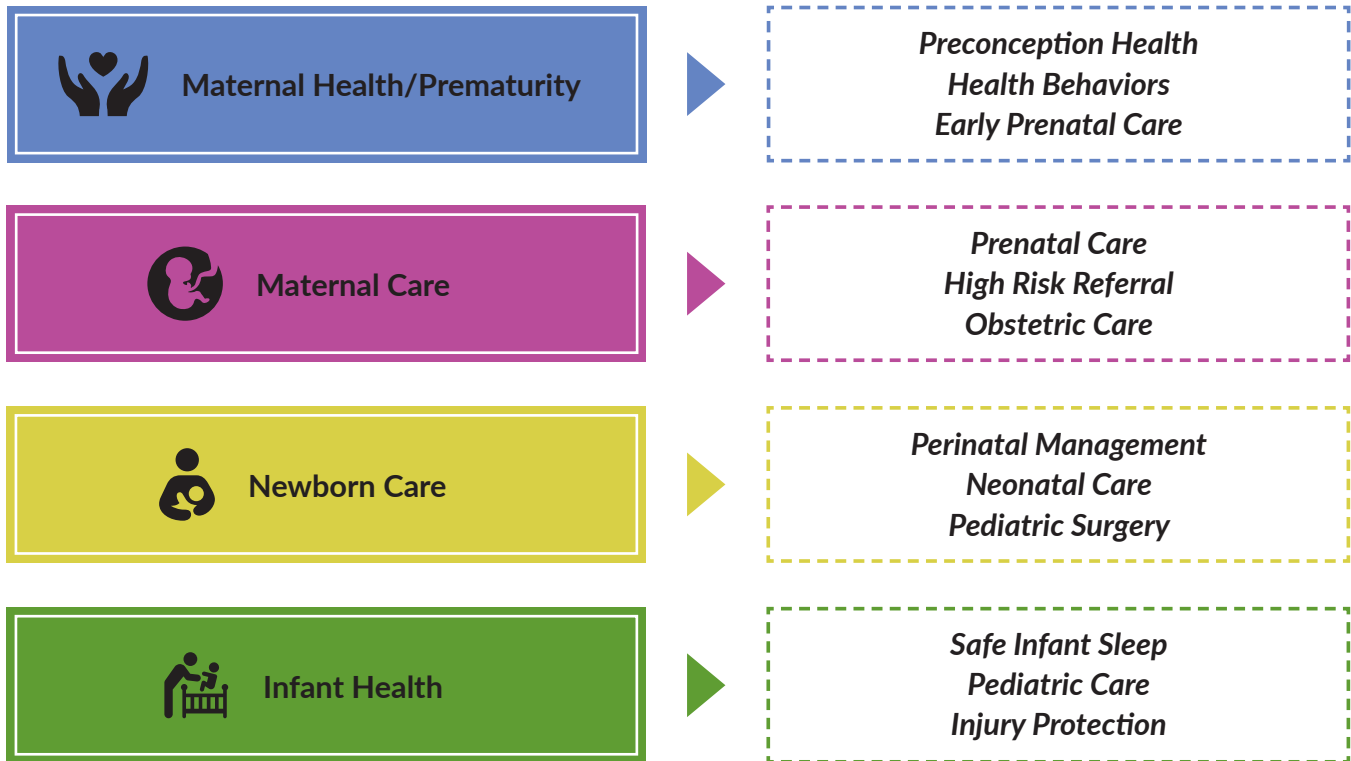 Maternal Health/Prematurity
Preconception Health
Health Behaviors
Early Prenatal Care
Maternal Care
Prenatal Care
High Risk Referral
Obstetric Care
Newborn Care
Perinatal Management
Neonatal Care
Pediatric Surgery
Infant Health
Safe Infant Sleep
Pediatric Care
Injury Protection